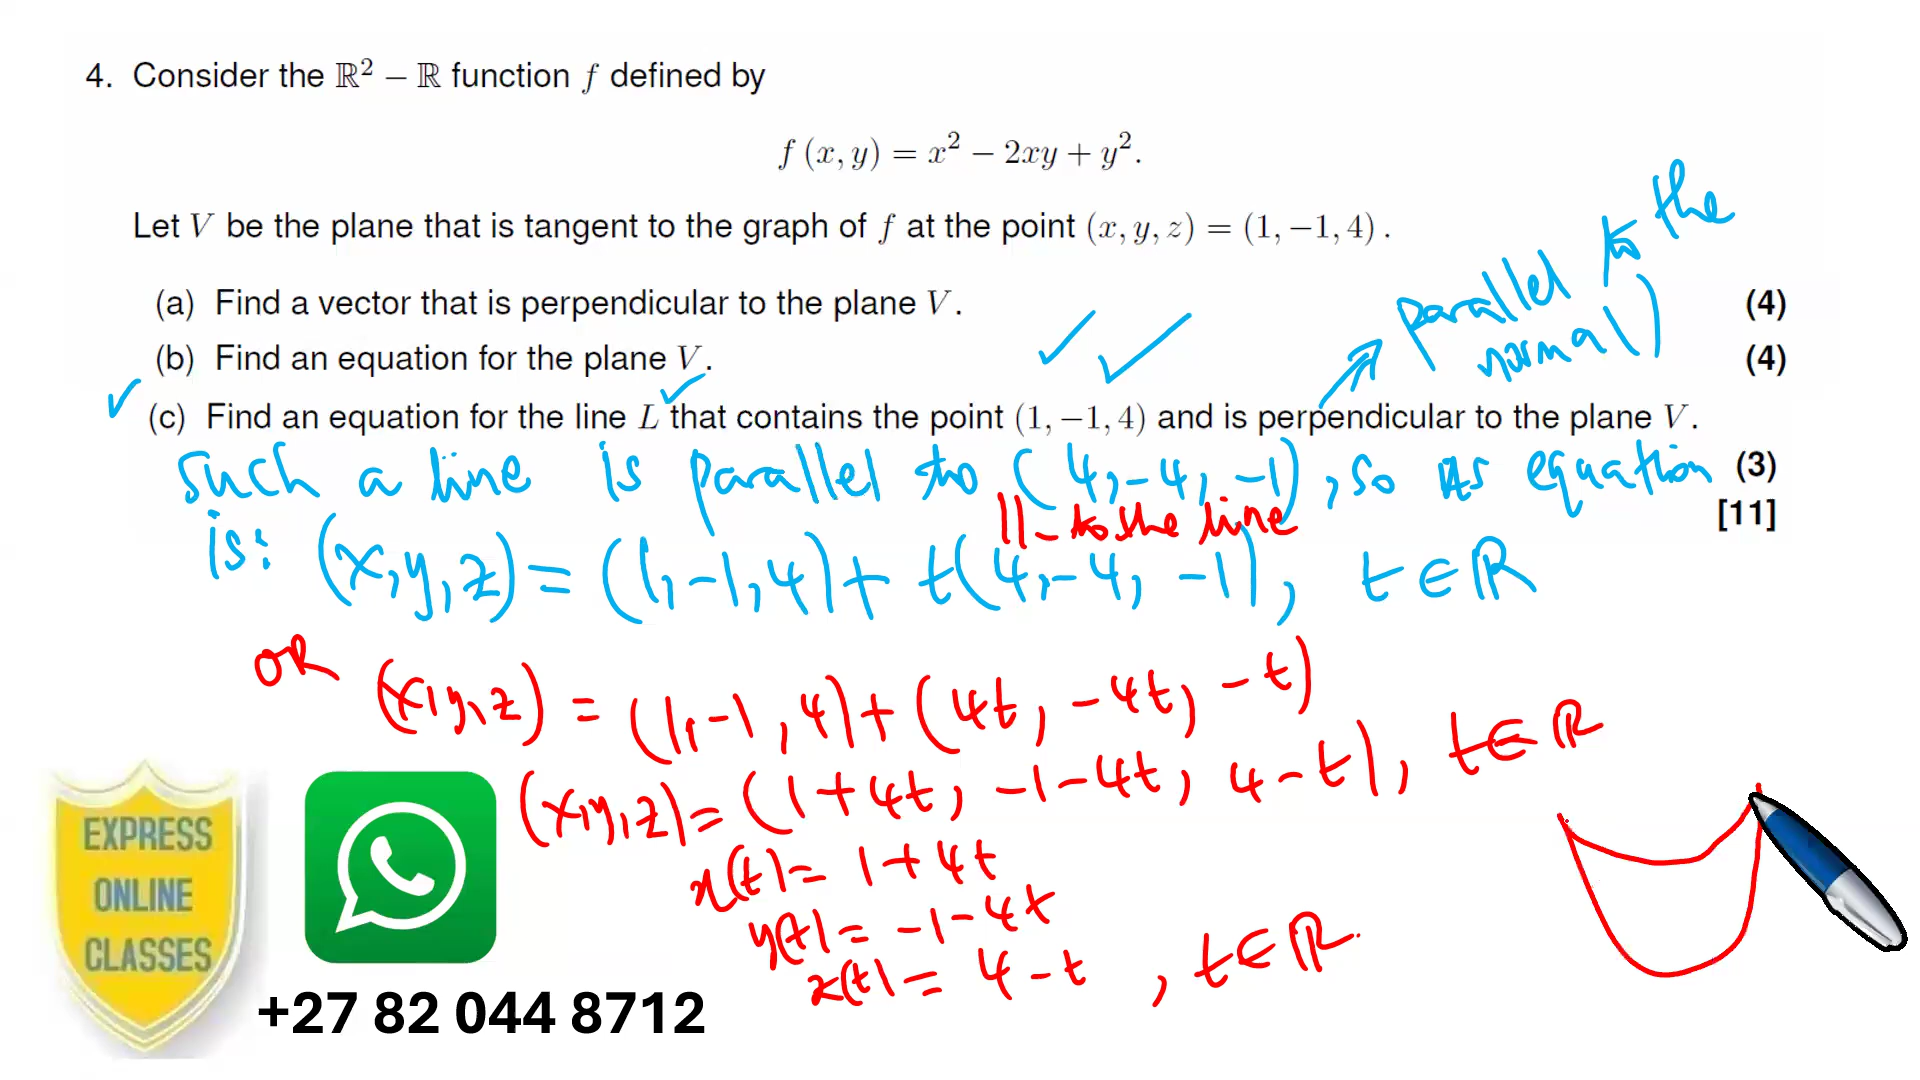 4. Consider the ℝ² − ℝ function f defined by
f (x, y) = x² − 2xy + y².
Let V be the plane that is tangent to the graph of f at the point (x, y, z) = (1, −1, 4) .
(a) Find a vector that is perpendicular to the plane V. (4)
(b) Find an equation for the plane V. (4)
(c) Find an equation for the line L that contains the point (1, −1, 4) and is perpendicular to the plane V.
(3)
[11]
parallel to the
normal)
such a line is parallel to (4, -4, -1), so its equation
|| to the line
is: (x, y, z) = (1, -1, 4) + t(4, -4, -1), t ∈ ℝ
OR (x, y, z) = (1, -1, 4) + (4t, -4t, -t)
(x, y, z) = (1+4t, -1-4t, 4-t), t ∈ ℝ
x(t) = 1+4t
y(t) = -1-4t
z(t) = 4-t , t ∈ ℝ.
EXPRESS
ONLINE
CLASSES
+27 82 044 8712